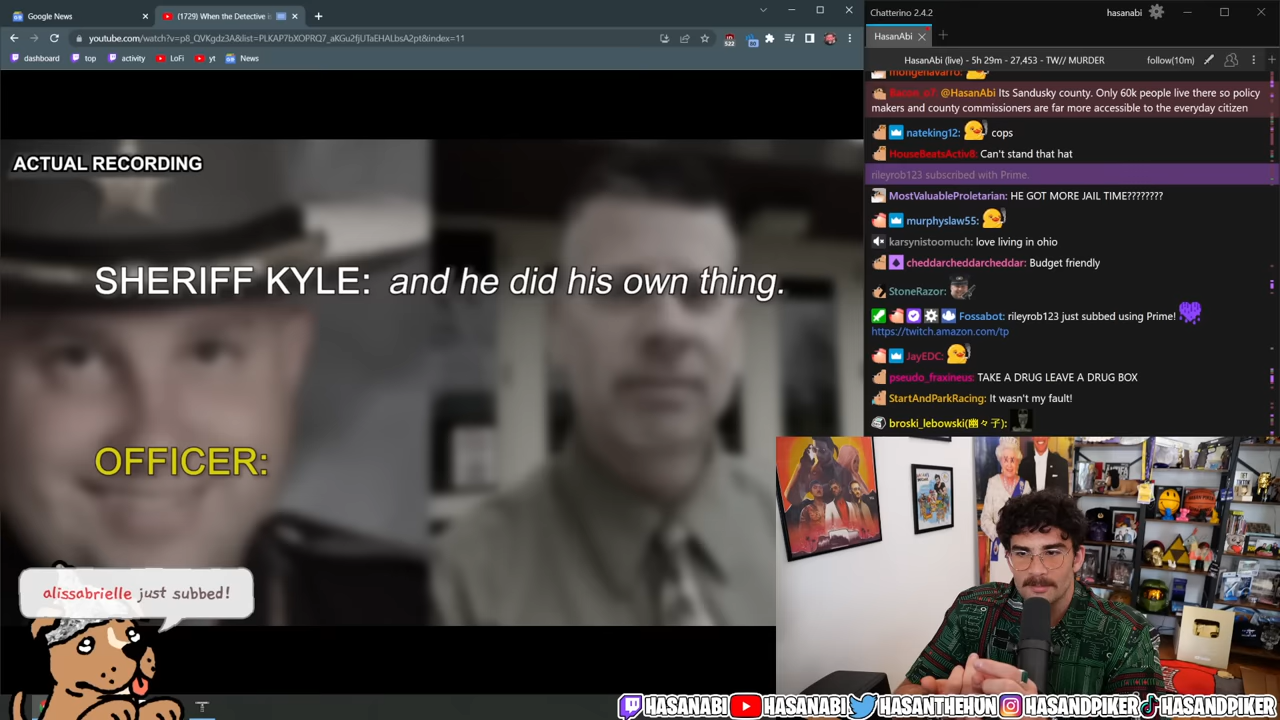 Google News
(1729) When the Detective i
youtube.com/watch?v=p8_QVKgdz3A&list=PLKAP7bXOPRQ7_aKGu2fjUTaEHALbsA2pt&index=11
522
dashboard
top
activity
LoFi
yt
News
ACTUAL RECORDING
SHERIFF KYLE: and he did his own thing.
OFFICER:
alissabrielle just subbed!
Chatterino 2.4.2
hasanabi
HasanAbi
HasanAbi (live) - 5h 29m - 27,453 - TW// MURDER
follow(10m)
mongenavarro:
Bacon_o7: @HasanAbi Its Sandusky county. Only 60k people live there so policy
makers and county commissioners are far more accessible to the everyday citizen
nateking12: cops
HouseBeatsActiv8: Can't stand that hat
rileyrob123 subscribed with Prime.
MostValuableProletarian: HE GOT MORE JAIL TIME????????
murphyslaw55:
karsynistoomuch: love living in ohio
cheddarcheddarcheddar: Budget friendly
StoneRazor:
Fossabot: rileyrob123 just subbed using Prime!
https://twitch.amazon.com/tp
JayEDC:
pseudo_fraxineus: TAKE A DRUG LEAVE A DRUG BOX
StartAndParkRacing: It wasn't my fault!
broski_lebowski(幽々子):
HASANABI
HASANABI
HASANTHEHUN
HASANDPIKER
HASANDPIKER